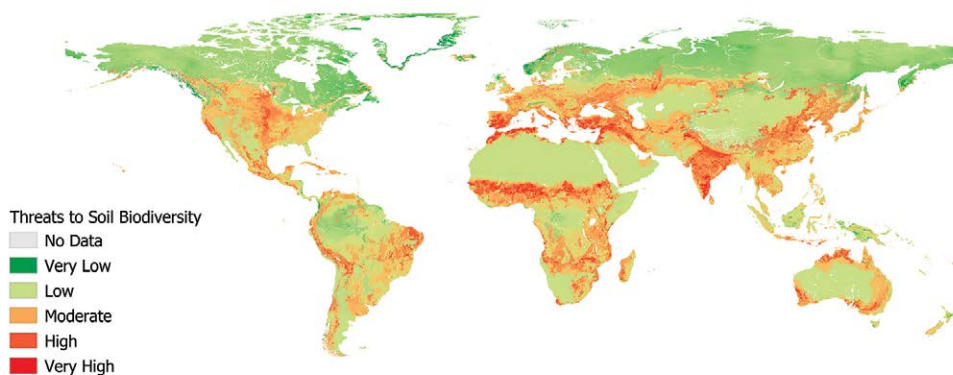 Threats to Soil Biodiversity
No Data
Very Low
Low
Moderate
High
Very High